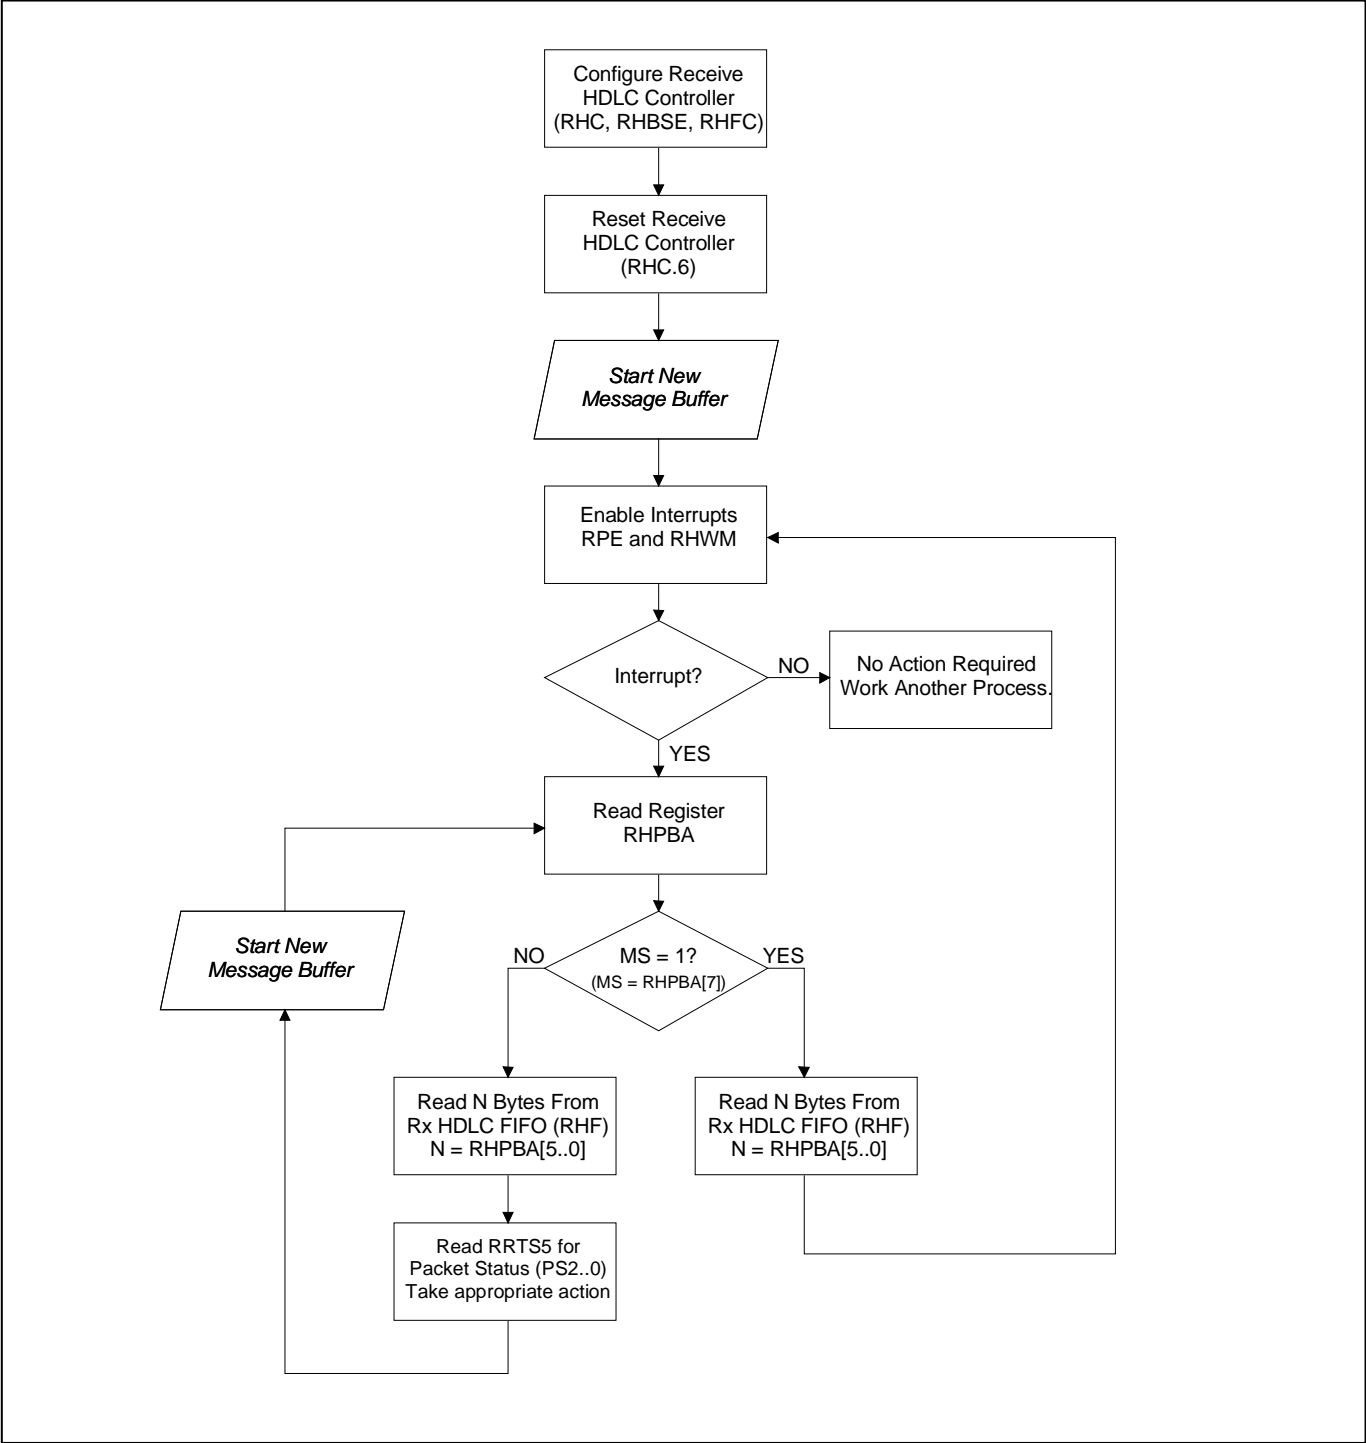 Configure Receive
HDLC Controller
(RHC, RHBSE, RHFC)
Reset Receive
HDLC Controller
(RHC.6)
Start New
Message Buffer
Enable Interrupts
RPE and RHWM
Interrupt?
NO
No Action Required
Work Another Process.
YES
Read Register
RHPBA
Start New
Message Buffer
NO
MS = 1?
(MS = RHPBA[7])
YES
Read N Bytes From
Rx HDLC FIFO (RHF)
N = RHPBA[5..0]
Read N Bytes From
Rx HDLC FIFO (RHF)
N = RHPBA[5..0]
Read RRTS5 for
Packet Status (PS2..0)
Take appropriate action